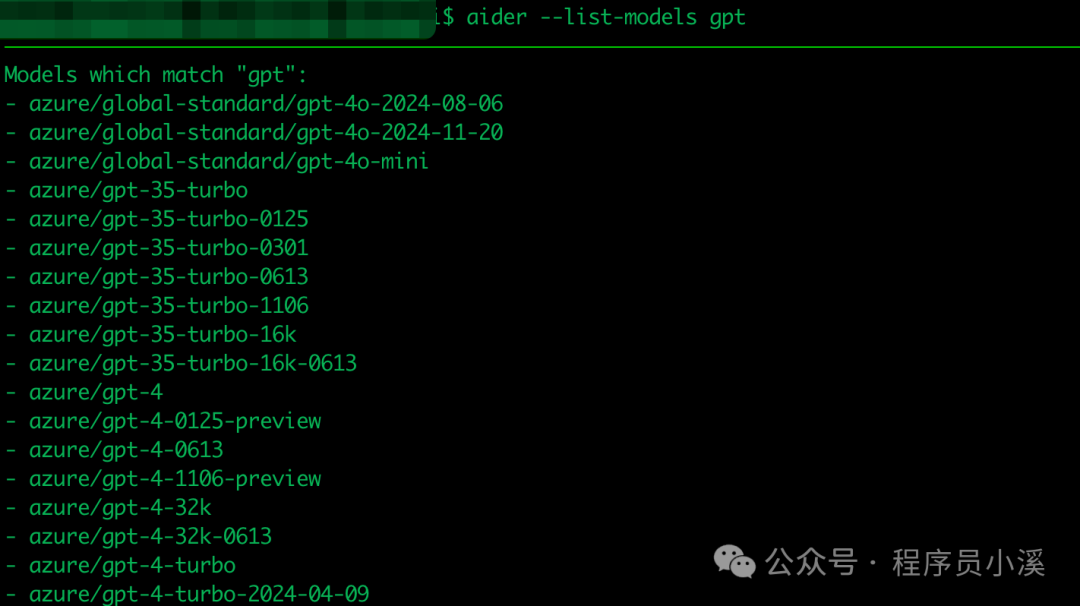 i$ aider --list-models gpt
Models which match "gpt":
- azure/global-standard/gpt-4o-2024-08-06
- azure/global-standard/gpt-4o-2024-11-20
- azure/global-standard/gpt-4o-mini
- azure/gpt-35-turbo
- azure/gpt-35-turbo-0125
- azure/gpt-35-turbo-0301
- azure/gpt-35-turbo-0613
- azure/gpt-35-turbo-1106
- azure/gpt-35-turbo-16k
- azure/gpt-35-turbo-16k-0613
- azure/gpt-4
- azure/gpt-4-0125-preview
- azure/gpt-4-0613
- azure/gpt-4-1106-preview
- azure/gpt-4-32k
- azure/gpt-4-32k-0613
- azure/gpt-4-turbo
- azure/gpt-4-turbo-2024-04-09
公众号 · 程序员小溪